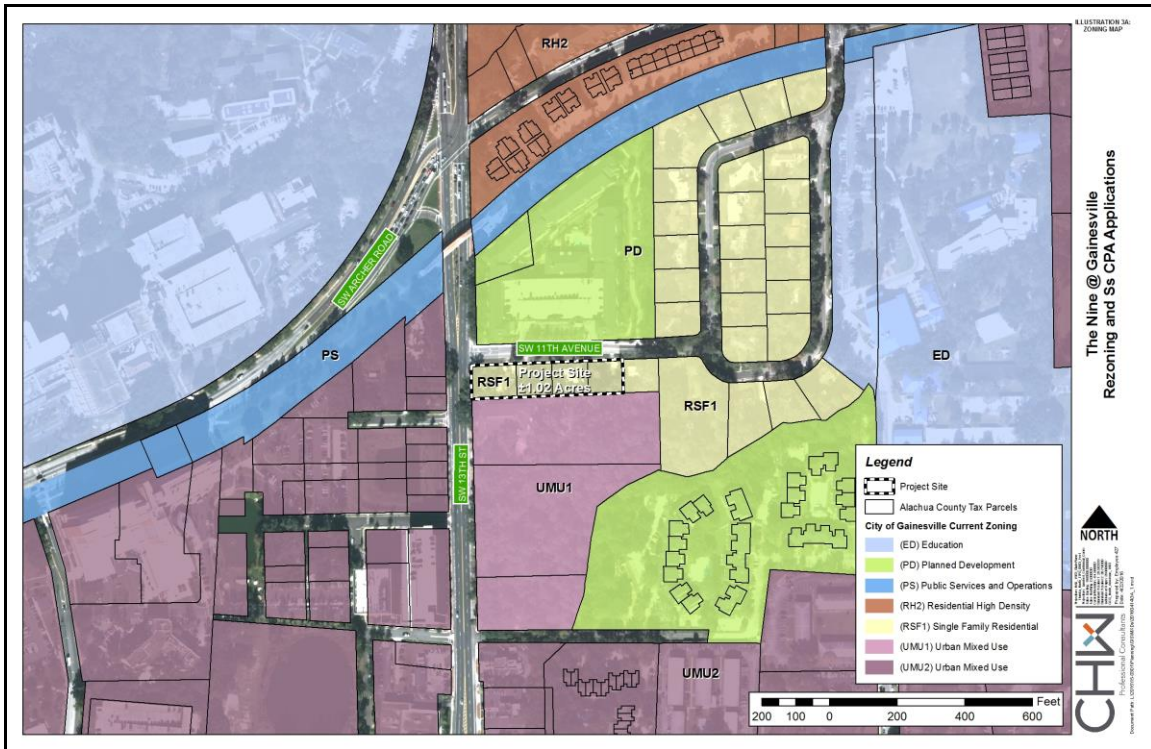 ILLUSTRATION 3A:
ZONING MAP
The Nine @ Gainesville
Rezoning and Ss CPA Applications
RH2
PD
SW ARCHER ROAD
PS
SW 11TH AVENUE
ED
RSF1
Project Site
±1.02 Acres
RSF1
SW 13TH ST
UMU1
UMU2
Legend
Project Site
Alachua County Tax Parcels
City of Gainesville Current Zoning
(ED) Education
(PD) Planned Development
(PS) Public Services and Operations
(RH2) Residential High Density
(RSF1) Single Family Residential
(UMU1) Urban Mixed Use
(UMU2) Urban Mixed Use
Feet
200 100 0 200 400 600
NORTH
CHW
Professional Consultants